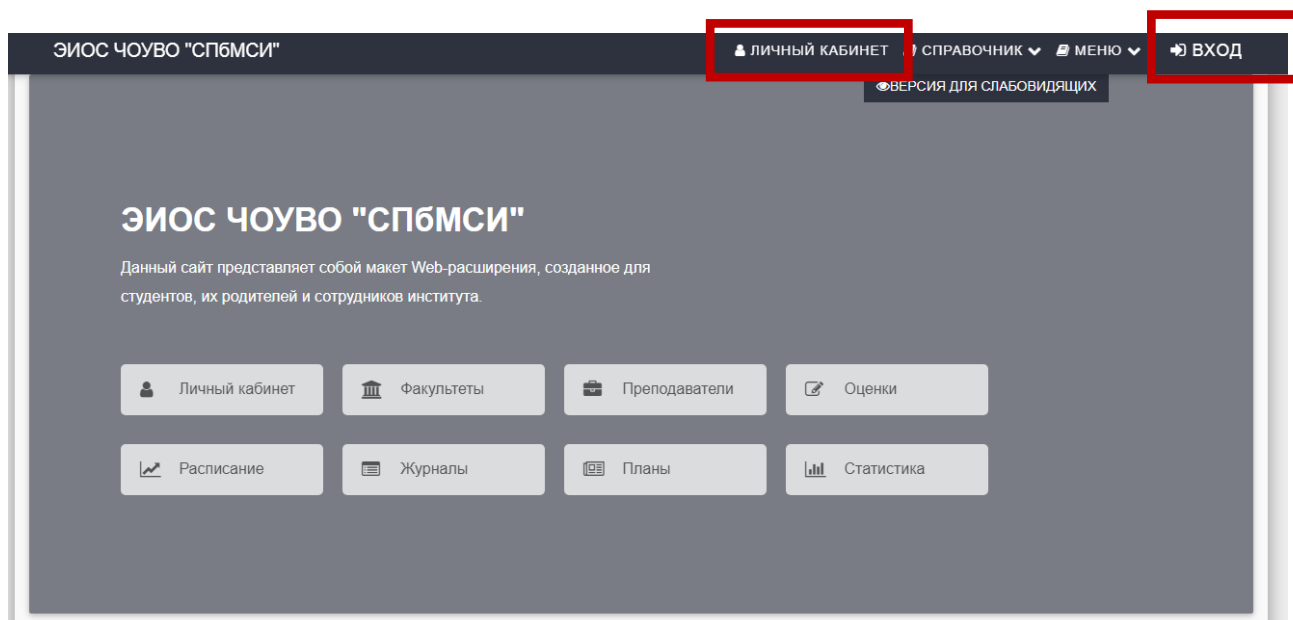 ЭИОС ЧОУВО "СПбМСИ"
ЛИЧНЫЙ КАБИНЕТ СПРАВОЧНИК МЕНЮ ВХОД
ВЕРСИЯ ДЛЯ СЛАБОВИДЯЩИХ
ЭИОС ЧОУВО "СПбМСИ"
Данный сайт представляет собой макет Web-расширения, созданное для
студентов, их родителей и сотрудников института.
Личный кабинет Факультеты Преподаватели Оценки
Расписание Журналы Планы Статистика